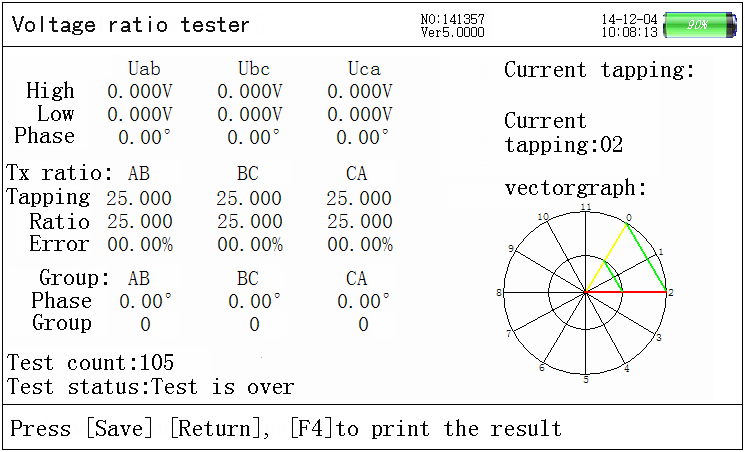 Voltage ratio tester
NO:141357
Ver5.0000
14-12-04
10:08:13
90%
Uab Ubc Uca
High 0.000V 0.000V 0.000V
Low 0.000V 0.000V 0.000V
Phase 0.00° 0.00° 0.00°
Tx ratio: AB BC CA
Tapping 25.000 25.000 25.000
Ratio 25.000 25.000 25.000
Error 00.00% 00.00% 00.00%
Group: AB BC CA
Phase 0.00° 0.00° 0.00°
Group 0 0 0
Test count:105
Test status:Test is over
Current tapping:
Current
tapping:02
vectorgraph:
11
0
1
2
3
4
5
6
7
8
9
10
Press [Save] [Return], [F4]to print the result